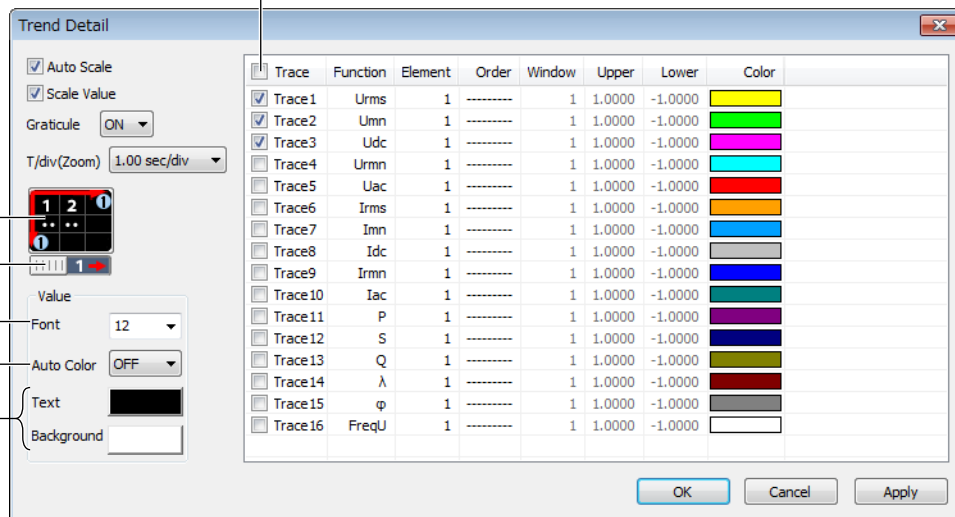 Trend Detail
Auto Scale
Scale Value
Graticule ON
T/div(Zoom) 1.00 sec/div
1 2 1
1
1
Value
Font 12
Auto Color OFF
Text
Background
Trace Function Element Order Window Upper Lower Color
Trace1 Urms 1 --------- 1 1.0000 -1.0000
Trace2 Umn 1 --------- 1 1.0000 -1.0000
Trace3 Udc 1 --------- 1 1.0000 -1.0000
Trace4 Urmn 1 --------- 1 1.0000 -1.0000
Trace5 Uac 1 --------- 1 1.0000 -1.0000
Trace6 Irms 1 --------- 1 1.0000 -1.0000
Trace7 Imn 1 --------- 1 1.0000 -1.0000
Trace8 Idc 1 --------- 1 1.0000 -1.0000
Trace9 Irmn 1 --------- 1 1.0000 -1.0000
Trace10 Iac 1 --------- 1 1.0000 -1.0000
Trace11 P 1 --------- 1 1.0000 -1.0000
Trace12 S 1 --------- 1 1.0000 -1.0000
Trace13 Q 1 --------- 1 1.0000 -1.0000
Trace14 λ 1 --------- 1 1.0000 -1.0000
Trace15 φ 1 --------- 1 1.0000 -1.0000
Trace16 FreqU 1 --------- 1 1.0000 -1.0000
OK Cancel Apply